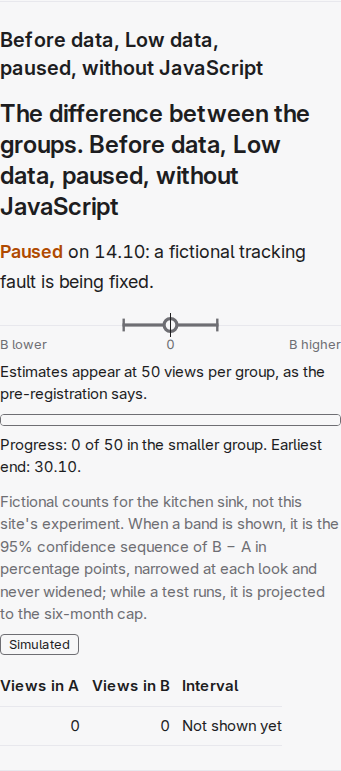 Before data, Low data,
paused, without JavaScript
The difference between the
groups. Before data, Low
data, paused, without
JavaScript
Paused on 14.10: a fictional tracking
fault is being fixed.
B lower 0 B higher
Estimates appear at 50 views per group, as the
pre-registration says.
Progress: 0 of 50 in the smaller group. Earliest
end: 30.10.
Fictional counts for the kitchen sink, not this
site's experiment. When a band is shown, it is the
95% confidence sequence of B − A in
percentage points, narrowed at each look and
never widened; while a test runs, it is projected
to the six-month cap.
Simulated
Views in A Views in B Interval
0 0 Not shown yet